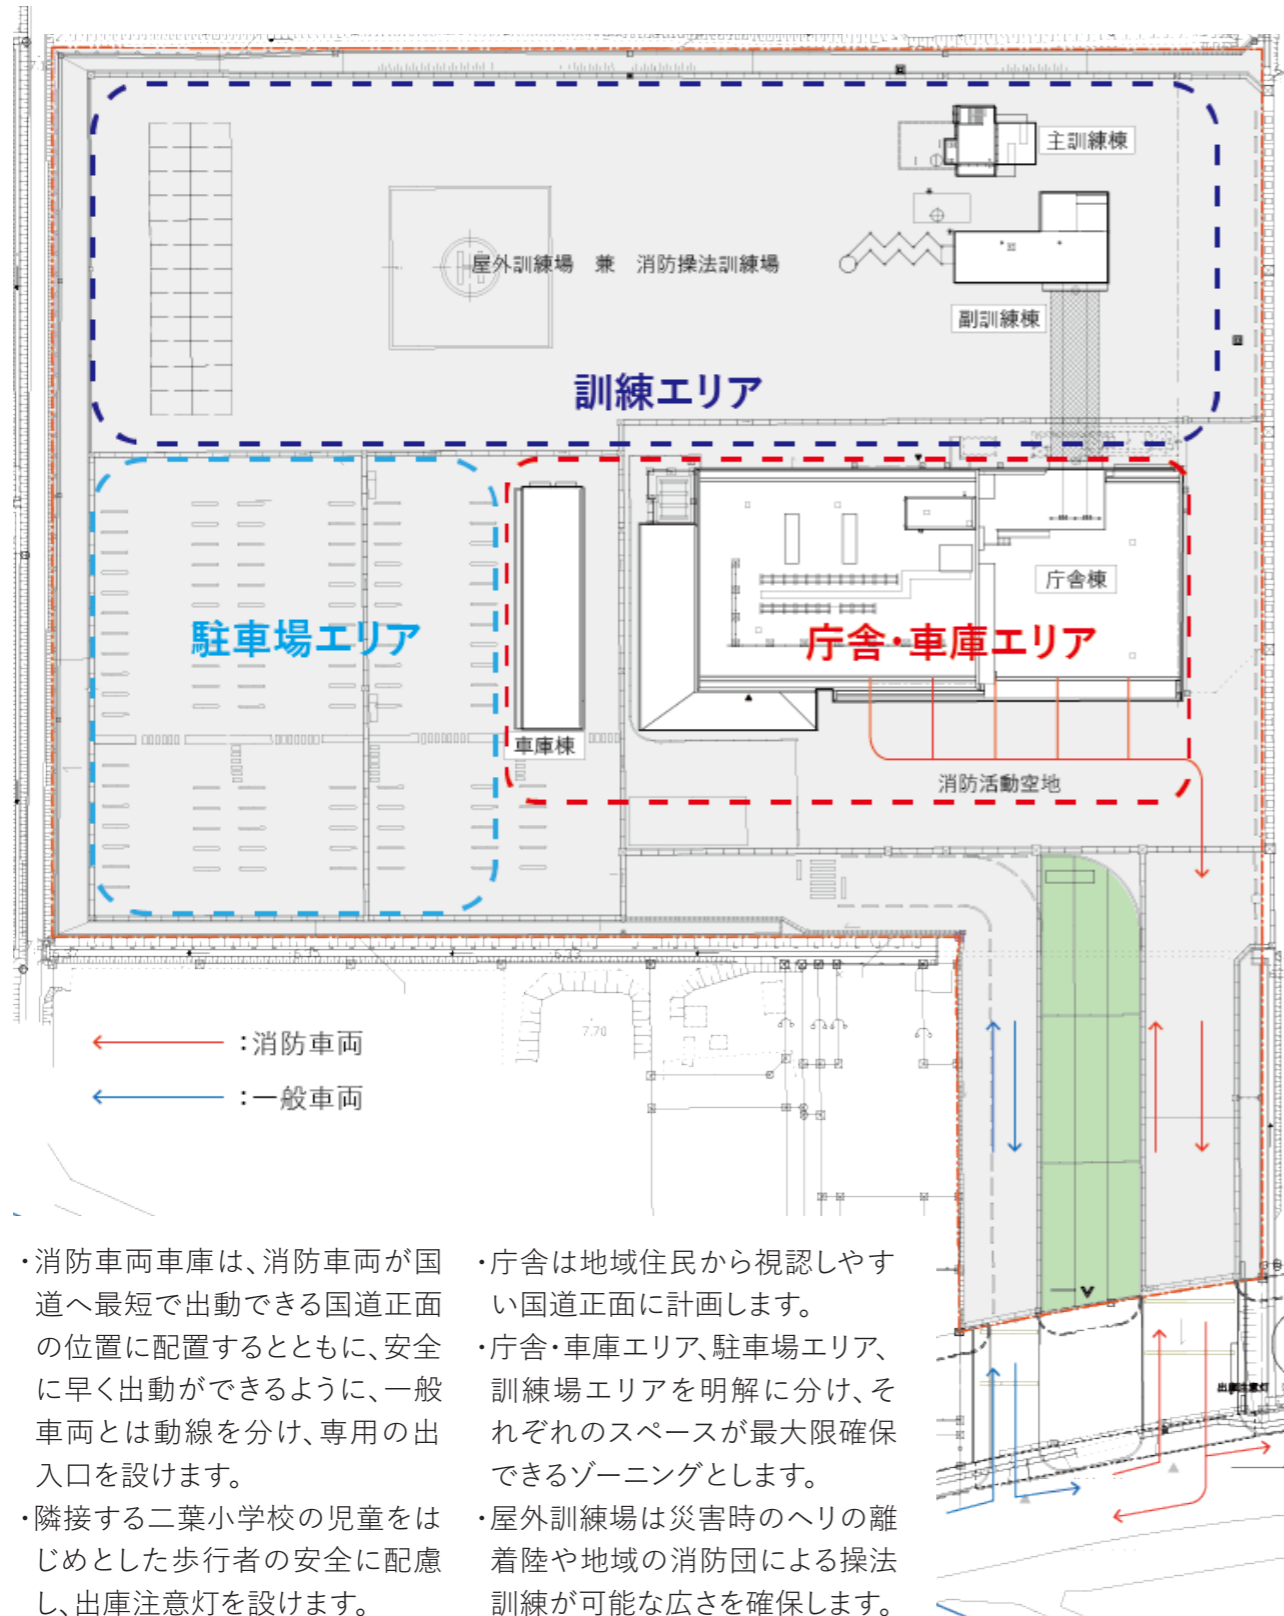 主訓練棟
屋外訓練場 兼 消防操法訓練場
副訓練棟
訓練エリア
庁舎棟
駐車場エリア
庁舎・車庫エリア
車庫棟
消防活動空地
：消防車両
7.70
：一般車両
・消防車両車庫は、消防車両が国
道へ最短で出動できる国道正面
の位置に配置するとともに、安全
に早く出動ができるように、一般
車両とは動線を分け、専用の出
入口を設けます。
・隣接する二葉小学校の児童をは
じめとした歩行者の安全に配慮
し、出庫注意灯を設けます。
・庁舎は地域住民から視認しやす
い国道正面に計画します。
・庁舎・車庫エリア、駐車場エリア、
訓練場エリアを明解に分け、そ
れぞれのスペースが最大限確保
できるゾーニングとします。
・屋外訓練場は災害時のヘリの離
着陸や地域の消防団による操法
訓練が可能な広さを確保します。
出庫注意灯